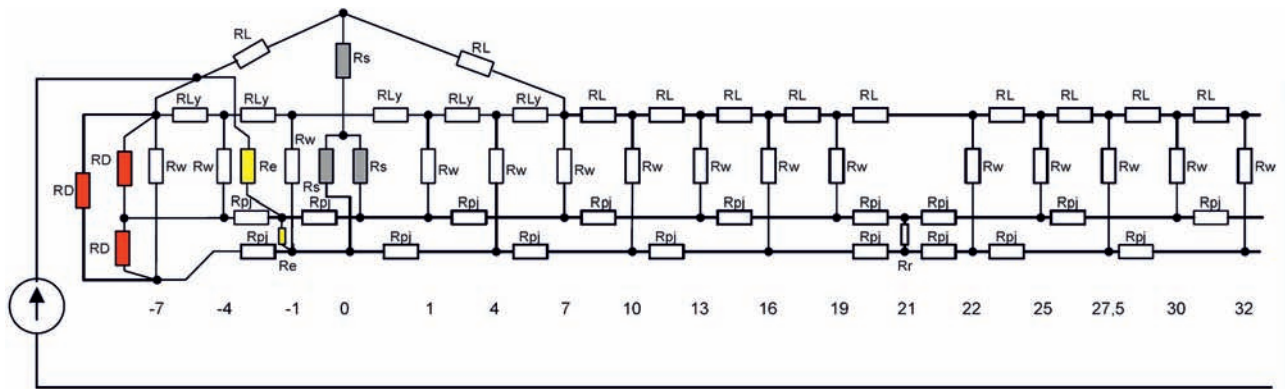 RL
Rs
RL
RLy RLy RLy RLy RLy RL RL RL RL RL RL RL RL RL
RD RD Rw Rw Re Rw Rs Rs Rw Rw Rw Rw Rw Rw Rw Rw Rw Rw Rw Rw
Rpj Rpj Rpj Rpj Rpj Rpj Rpj Rpj Rpj
RD Rpj Re Rpj Rpj Rpj Rpj Rr Rpj Rpj Rpj
-7 -4 -1 0 1 4 7 10 13 16 19 21 22 25 27,5 30 32